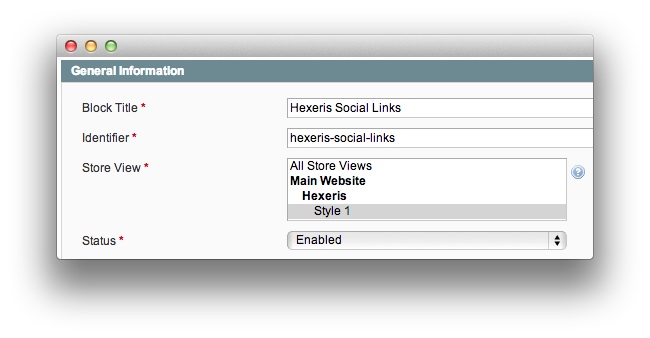 General Information
Block Title *
Hexeris Social Links
Identifier *
hexeris-social-links
Store View *
All Store Views
Main Website
Hexeris
Style 1
?
Status *
Enabled